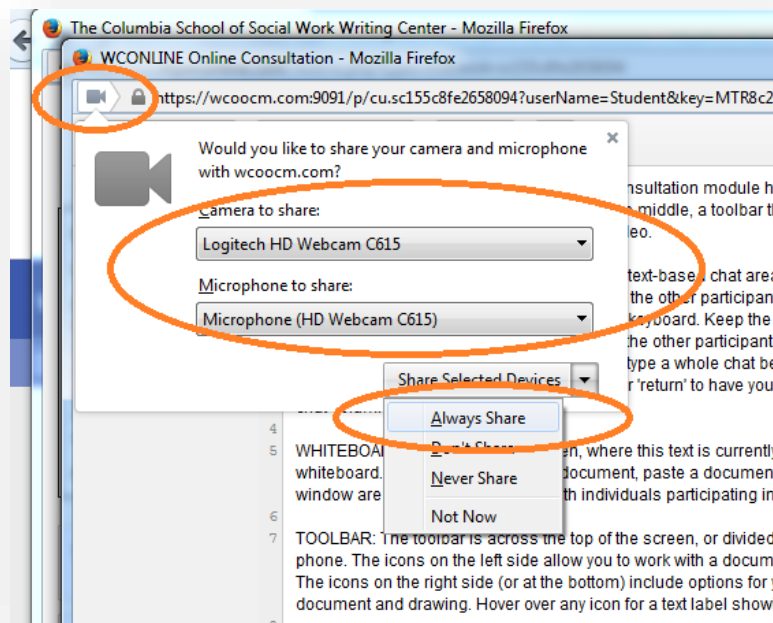 The Columbia School of Social Work Writing Center - Mozilla Firefox
WCONLINE Online Consultation - Mozilla Firefox
https://wcoocm.com:9091/p/cu.sc155c8fe2658094?userName=Student&key=MTR8c2
Would you like to share your camera and microphone
with wcoocm.com?
Camera to share:
Logitech HD Webcam C615
Microphone to share:
Microphone (HD Webcam C615)
Share Selected Devices
Always Share
Don't Share
Never Share
Not Now
middle, a toolbar
text-based chat area
the other participan
keyboard. Keep the
the other participant
type a whole chat
'return' to have you
4
5 WHITEBOA where this text is currently
whiteboard. document, paste a documen
window are individuals participating in
6
7 TOOLBAR: The toolbar is across the top of the screen, or divided
phone. The icons on the left side allow you to work with a docum
The icons on the right side (or at the bottom) include options for
document and drawing. Hover over any icon for a text label show